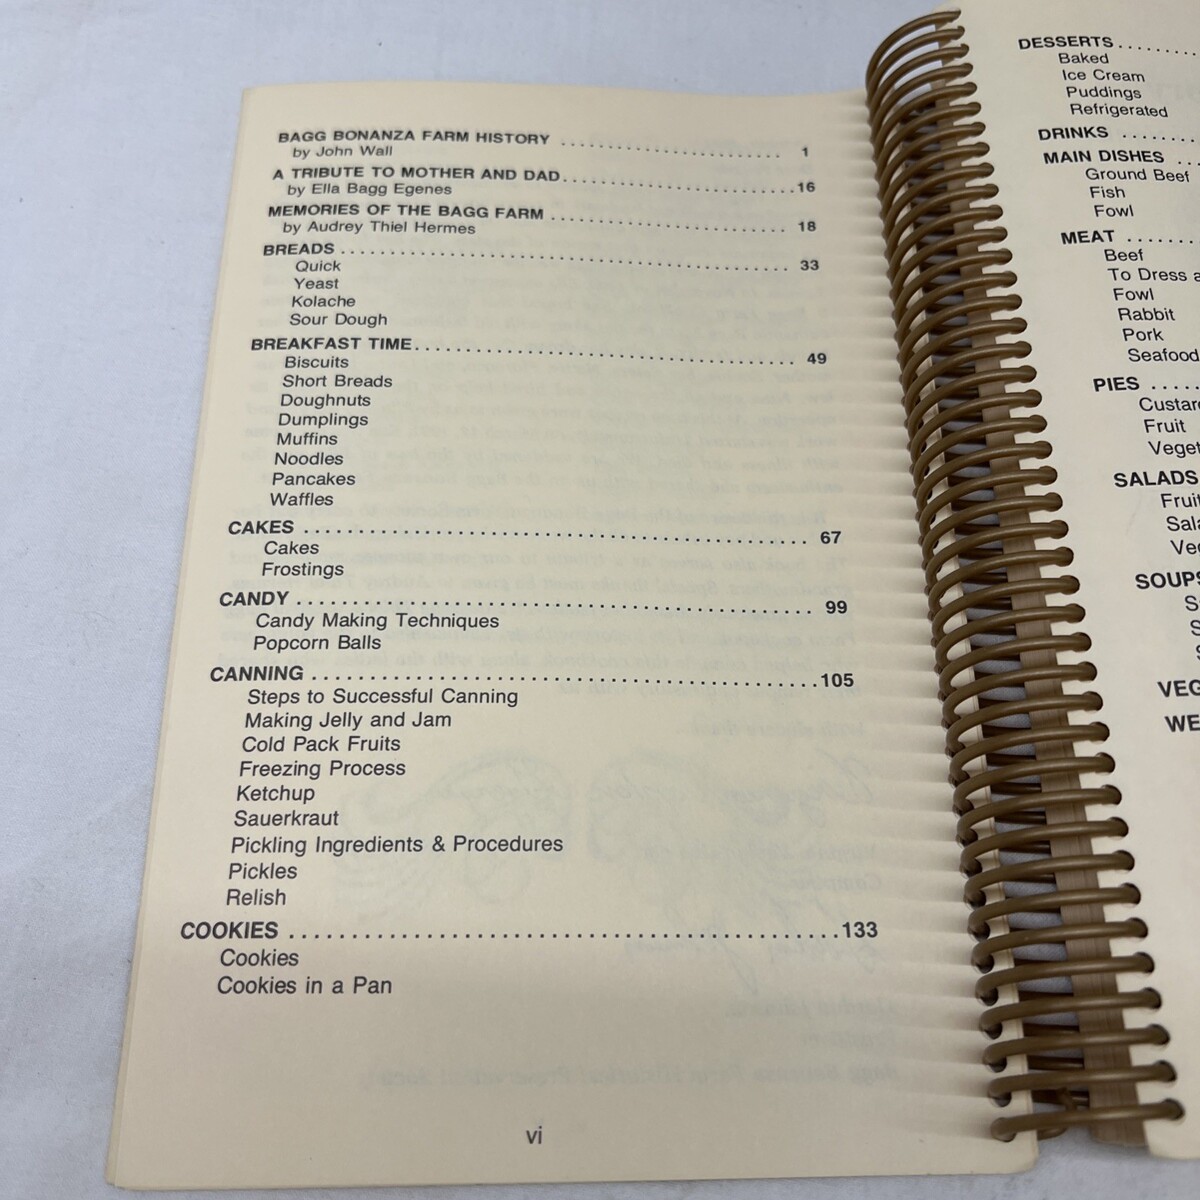 BAGG BONANZA FARM HISTORY .......................... 1
by John Wall
A TRIBUTE TO MOTHER AND DAD..........................16
by Ella Bagg Egenes
MEMORIES OF THE BAGG FARM .......................... 18
by Audrey Thiel Hermes
BREADS .......................... 33
Quick
Yeast
Kolache
Sour Dough
BREAKFAST TIME.......................... 49
Biscuits
Short Breads
Doughnuts
Dumplings
Muffins
Noodles
Pancakes
Waffles
CAKES .......................... 67
Cakes
Frostings
CANDY .......................... 99
Candy Making Techniques
Popcorn Balls
CANNING ..........................105
Steps to Successful Canning
Making Jelly and Jam
Cold Pack Fruits
Freezing Process
Ketchup
Sauerkraut
Pickling Ingredients & Procedures
Pickles
Relish
COOKIES ..........................133
Cookies
Cookies in a Pan
vi
DESSERTS ........
Baked
Ice Cream
Puddings
Refrigerated
DRINKS ........
MAIN DISHES ....
Ground Beef
Fish
Fowl
MEAT ........
Beef
To Dress
Fowl
Rabbit
Pork
Seafood
PIES .....
Fruit
SALADS